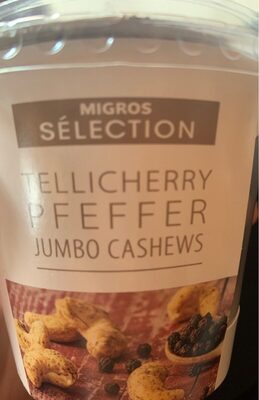 MIGROS
SÉLECTION
TELLICHERRY
PFEFFER
JUMBO CASHEWS